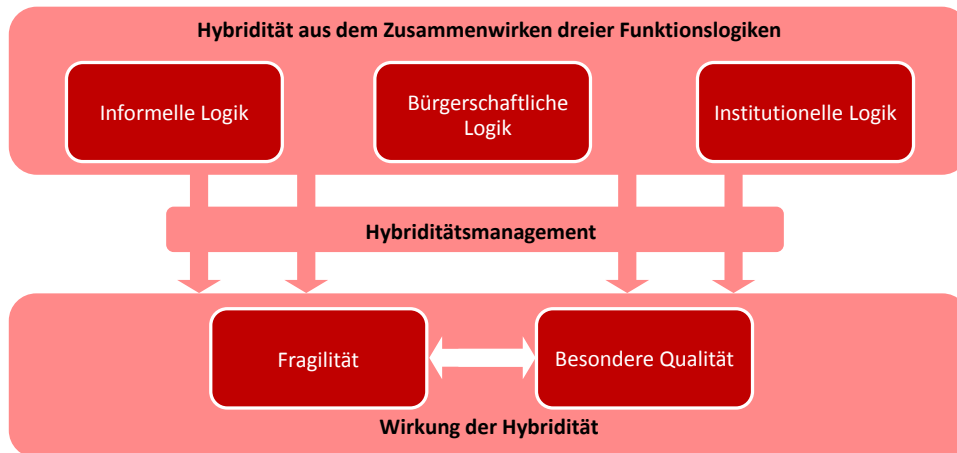 Hybridität aus dem Zusammenwirken dreier Funktionslogiken
Informelle Logik
Bürgerschaftliche
Logik
Institutionelle Logik
Hybriditätsmanagement
Fragilität
Besondere Qualität
Wirkung der Hybridität